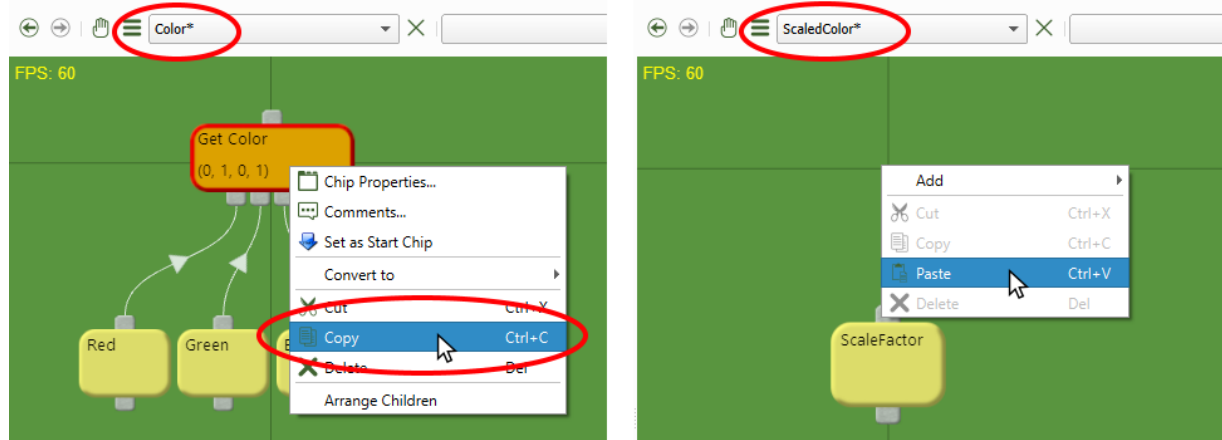 Color*
FPS: 60
Get Color
(0, 1, 0, 1)
Chip Properties...
Comments...
Set as Start Chip
Convert to
Cut Ctrl+X
Copy Ctrl+C
Delete Del
Arrange Children
Red
Green
ScaledColor*
FPS: 60
Add
Cut Ctrl+X
Copy Ctrl+C
Paste Ctrl+V
Delete Del
ScaleFactor